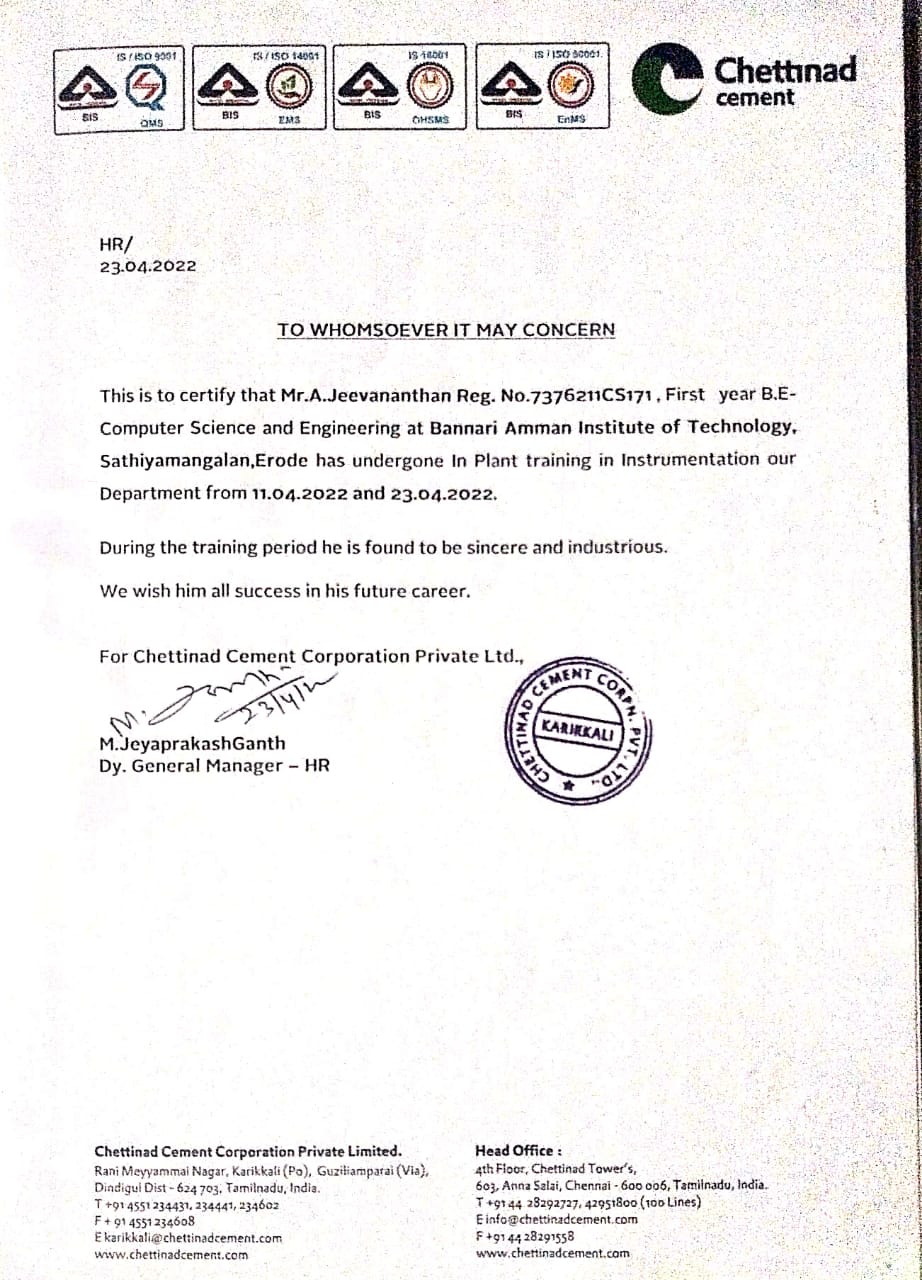 IS / ISO 9001
BIS
QMS
IS / ISO 14001
BIS
EMS
IS 18001
BIS
OHSMS
IS / ISO 50001
BIS
EnMS
Chettinad
cement
HR/
23.04.2022
TO WHOMSOEVER IT MAY CONCERN
This is to certify that Mr.A.Jeevananthan Reg. No.7376211CS171 , First year B.E-
Computer Science and Engineering at Bannari Amman Institute of Technology,
Sathiyamangalan,Erode has undergone In Plant training in Instrumentation our
Department from 11.04.2022 and 23.04.2022.
During the training period he is found to be sincere and industrious.
We wish him all success in his future career.
For Chettinad Cement Corporation Private Ltd.,
M.
23/4/22
M.JeyaprakashGanth
Dy. General Manager – HR
CHETTINAD CEMENT CORPN. PVT. LTD.,
KARIKKALI
Chettinad Cement Corporation Private Limited.
Rani Meyyammai Nagar, Karikkali (Po), Guziliamparai (Via),
Dindigul Dist - 624 703, Tamilnadu, India.
T +91 4551 234431, 234441, 234602
F + 91 4551 234608
E karikkali@chettinadcement.com
www.chettinadcement.com
Head Office :
4th Floor, Chettinad Tower's,
603, Anna Salai, Chennai - 600 006, Tamilnadu, India.
T +91 44 28292727, 42951800 (100 Lines)
E info@chettinadcement.com
F +91 44 28291558
www.chettinadcement.com